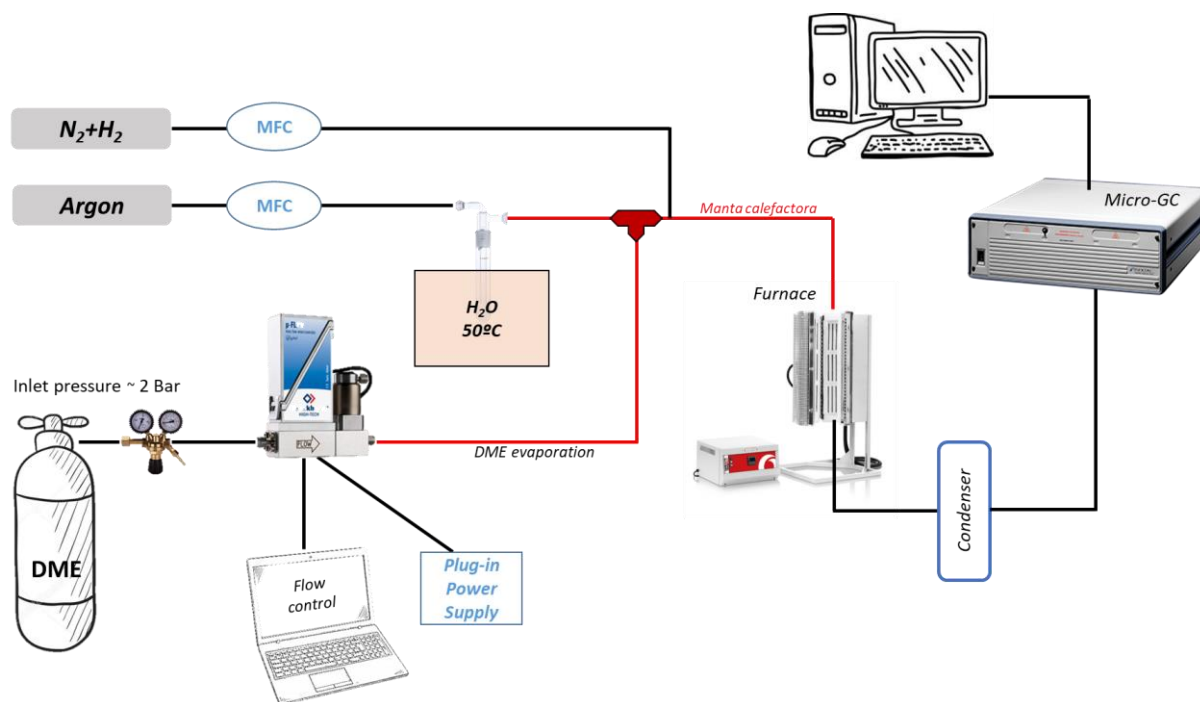 N2+H2
MFC
Argon
MFC
Manta calefactora
Micro-GC
H2O
50ºC
Furnace
Inlet pressure ~ 2 Bar
FLOW
DME evaporation
DME
Flow
control
Plug-in
Power
Supply
Condenser